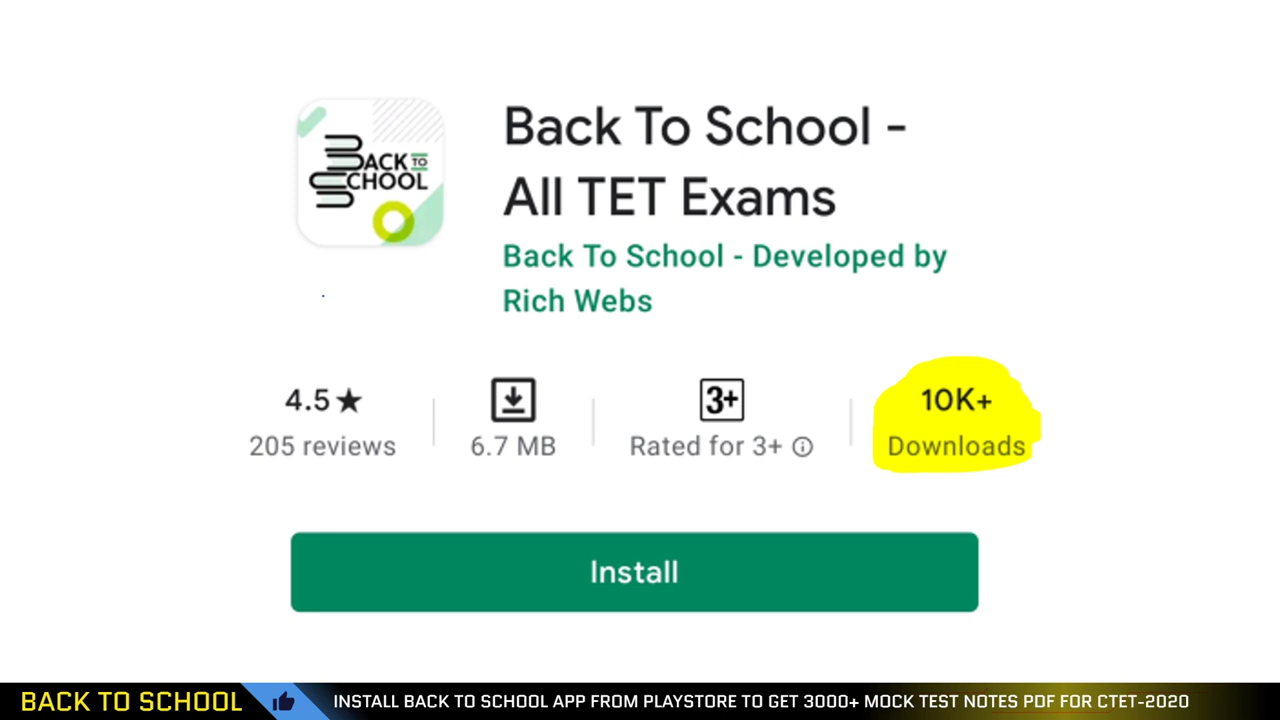 BACK TO
SCHOOL
Back To School -
All TET Exams
Back To School - Developed by
Rich Webs
4.5★
205 reviews
6.7 MB
3+
Rated for 3+
10K+
Downloads
Install
BACK TO SCHOOL
INSTALL BACK TO SCHOOL APP FROM PLAYSTORE TO GET 3000+ MOCK TEST NOTES PDF FOR CTET-2020